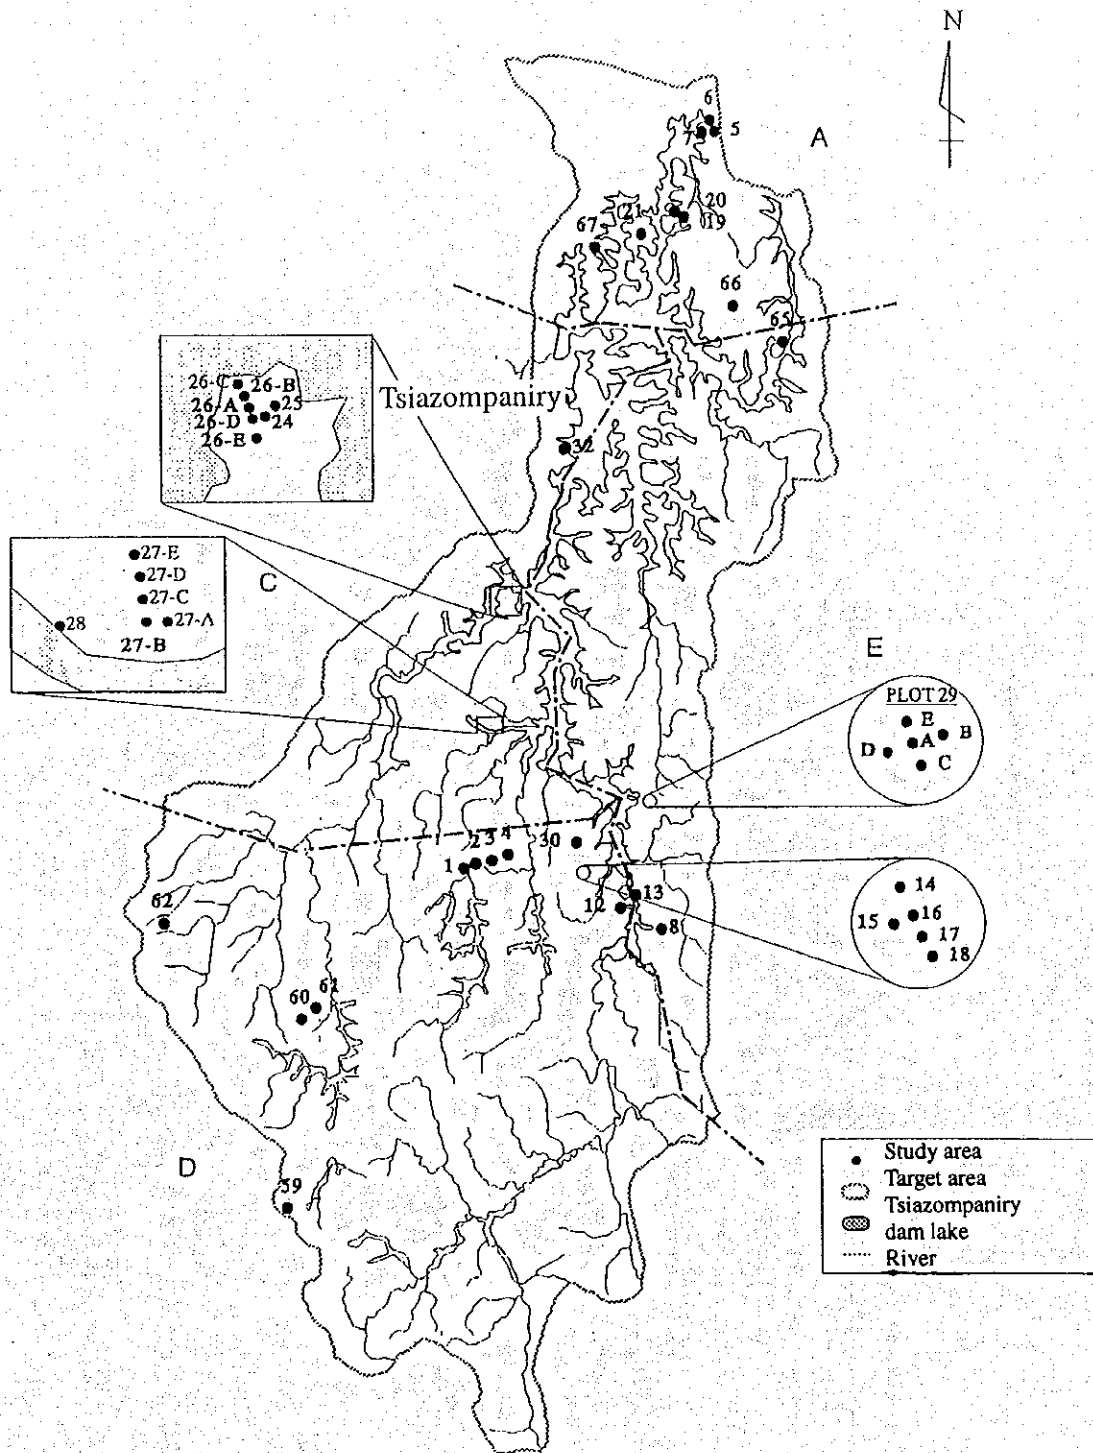 N
6
7 5
A
20
21
19
67
66
65
26-C 26-B
26-A 25
26-D 24
26-E
Tsiazompaniry
32
27-E
27-D
C
27-C
28
27-A
27-B
E
PLOT 29
E
B
A
D
C
2 3 4
30
1
14
13
12
16
15
62
17
8
18
61
60
D
59
Study area
Target area
Tsiazompaniry
dam lake
River